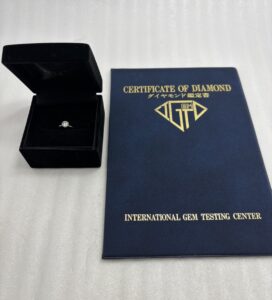 CERTIFICATE OF DIAMOND
ダイヤモンド鑑定書
INTERNATIONAL GEM TESTING CENTER